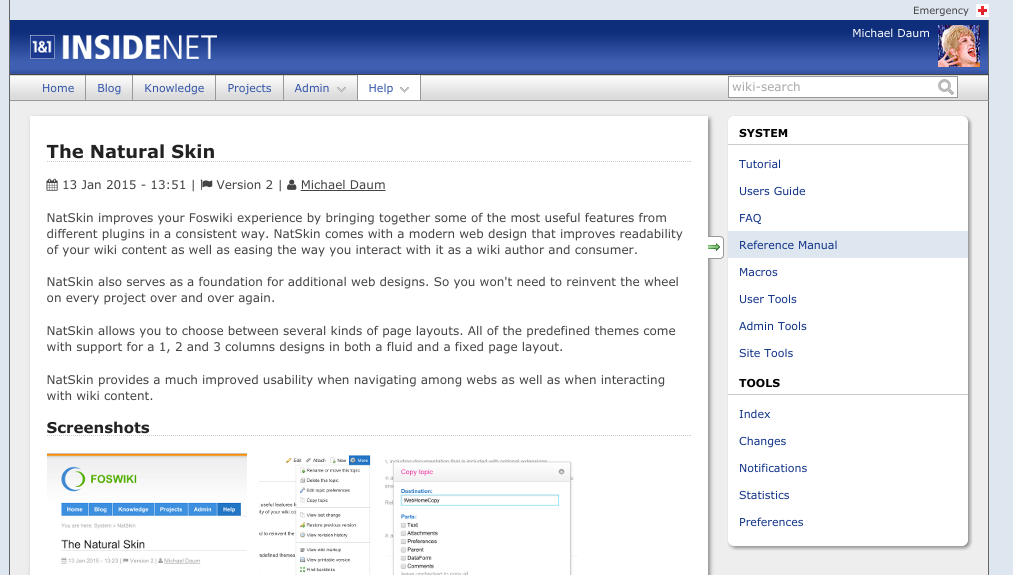 Emergency
1&1 INSIDENET
Michael Daum
Home Blog Knowledge Projects Admin Help
wiki-search
The Natural Skin
13 Jan 2015 - 13:51 | Version 2 | Michael Daum
NatSkin improves your Foswiki experience by bringing together some of the most useful features from
different plugins in a consistent way. NatSkin comes with a modern web design that improves readability
of your wiki content as well as easing the way you interact with it as a wiki author and consumer.
NatSkin also serves as a foundation for additional web designs. So you won't need to reinvent the wheel
on every project over and over again.
NatSkin allows you to choose between several kinds of page layouts. All of the predefined themes come
with support for a 1, 2 and 3 columns designs in both a fluid and a fixed page layout.
NatSkin provides a much improved usability when navigating among webs as well as when interacting
with wiki content.
Screenshots
FOSWIKI
Home Blog Knowledge Projects Admin Help
You are here: System > NatSkin
The Natural Skin
13 Jan 2015 - 13:23 | Version 2 | Michael Daum
Edit Attach New More
Rename or move this topic
Delete this topic
Edit topic preferences
Copy topic
View last change
Restore previous version
View revision history
View wiki markup
View printable version
Find backlinks
Copy topic
Destination:
WebHomeCopy
Parts:
Text
Attachments
Preferences
Parent
DataForm
Comments
SYSTEM
Tutorial
Users Guide
FAQ
Reference Manual
Macros
User Tools
Admin Tools
Site Tools
TOOLS
Index
Changes
Notifications
Statistics
Preferences